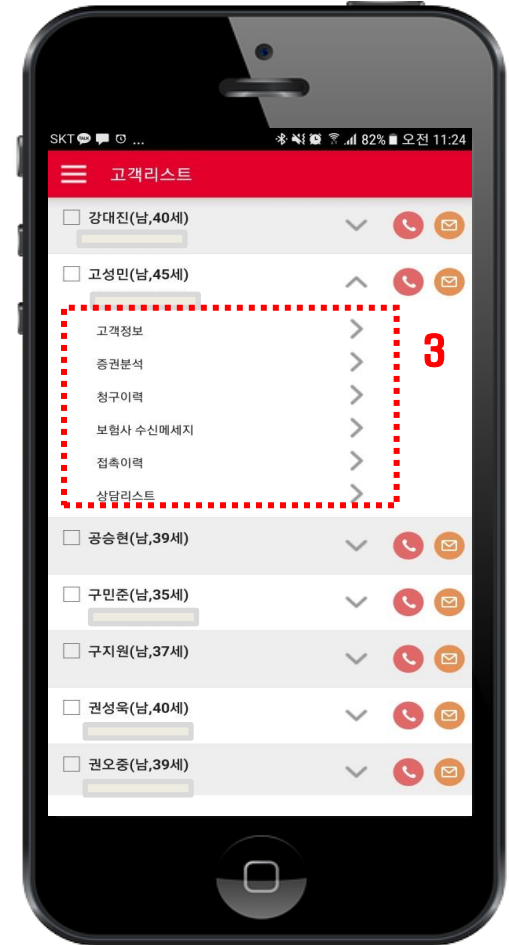 SKT TALK ... 82% 오전 11:24
고객리스트
강대진(남,40세)
고성민(남,45세)
고객정보
증권분석
청구이력
보험사 수신메세지
접촉이력
상담리스트
3
공승현(남,39세)
구민준(남,35세)
구지원(남,37세)
권성욱(남,40세)
권오중(남,39세)